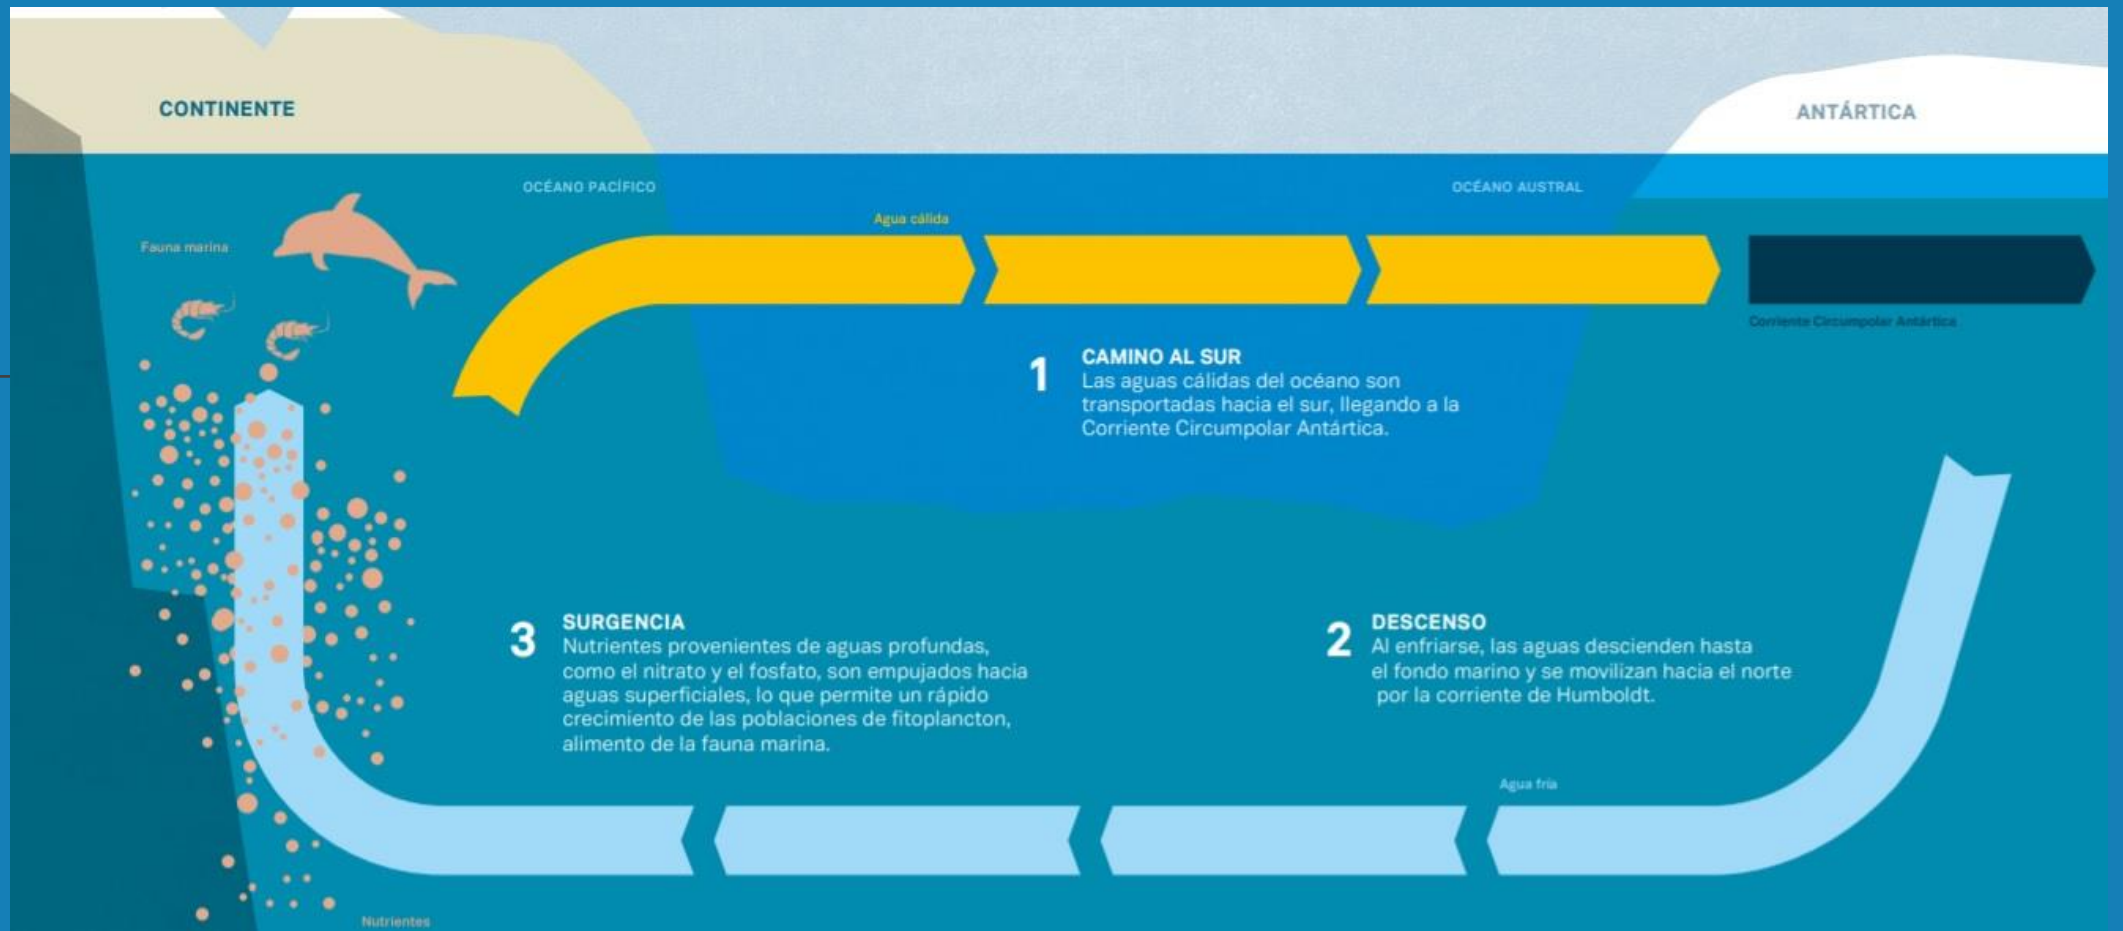 CONTINENTE
ANTÁRTICA
OCÉANO PACÍFICO
OCÉANO AUSTRAL
Agua cálida
Fauna marina
Corriente Circumpolar Antártica
1
CAMINO AL SUR
Las aguas cálidas del océano son
transportadas hacia el sur, llegando a la
Corriente Circumpolar Antártica.
3
SURGENCIA
Nutrientes provenientes de aguas profundas,
como el nitrato y el fosfato, son empujados hacia
aguas superficiales, lo que permite un rápido
crecimiento de las poblaciones de fitoplancton,
alimento de la fauna marina.
2
DESCENSO
Al enfriarse, las aguas descienden hasta
el fondo marino y se movilizan hacia el norte
por la corriente de Humboldt.
Agua fría
Nutrientes